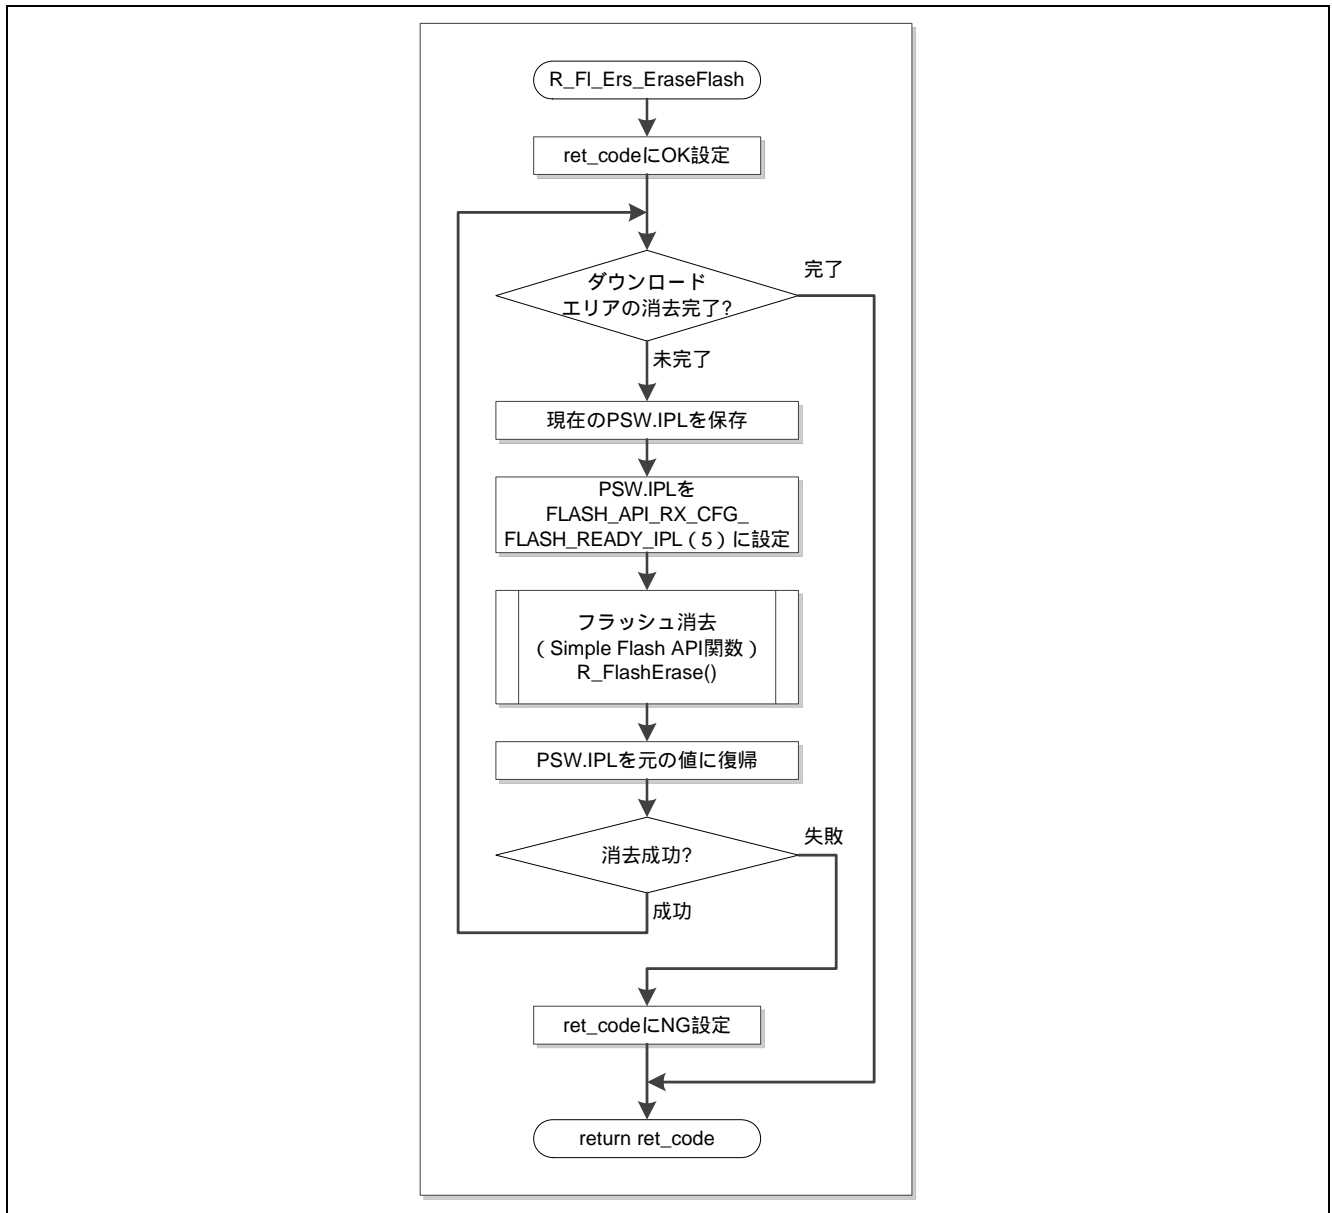 R_Fl_Ers_EraseFlash
ret_codeにOK設定
ダウンロード
エリアの消去完了?
完了
未完了
現在のPSW.IPLを保存
PSW.IPLを
FLASH_API_RX_CFG_
FLASH_READY_IPL(5)に設定
フラッシュ消去
(Simple Flash API関数)
R_FlashErase()
PSW.IPLを元の値に復帰
消去成功?
失敗
成功
ret_codeにNG設定
return ret_code